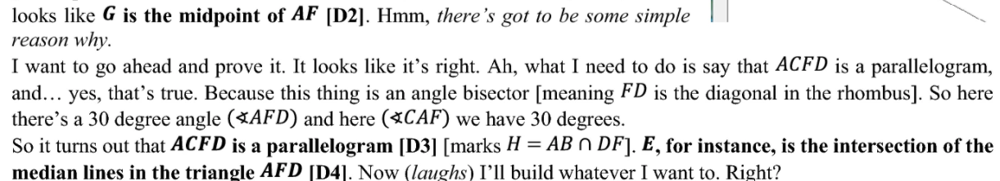 looks like G is the midpoint of AF [D2]. Hmm, there’s got to be some simple
reason why.
I want to go ahead and prove it. It looks like it’s right. Ah, what I need to do is say that ACFD is a parallelogram,
and… yes, that’s true. Because this thing is an angle bisector [meaning FD is the diagonal in the rhombus]. So here
there’s a 30 degree angle (∢AFD) and here (∢CAF) we have 30 degrees.
So it turns out that ACFD is a parallelogram [D3] [marks H = AB ∩ DF]. E, for instance, is the intersection of the
median lines in the triangle AFD [D4]. Now (laughs) I’ll build whatever I want to. Right?